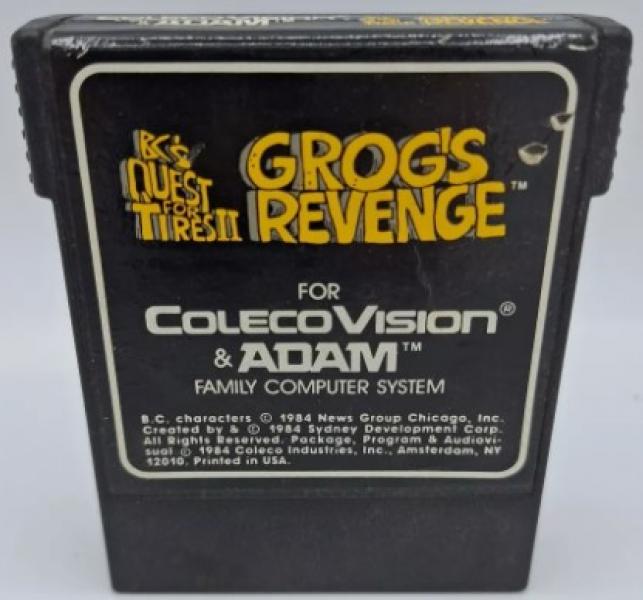 & ADAM
REVENGE
BC'S
QUEST
FOR
TIRES II
GROG'S
REVENGE™
FOR
COLECOVISION®
& ADAM™
FAMILY COMPUTER SYSTEM
B.C. characters © 1984 News Group Chicago, Inc.
Created by & © 1984 Sydney Development Corp.
All Rights Reserved. Package, Program & Audiovi-
sual © 1984 Coleco Industries, Inc., Amsterdam, NY
12010. Printed in USA.